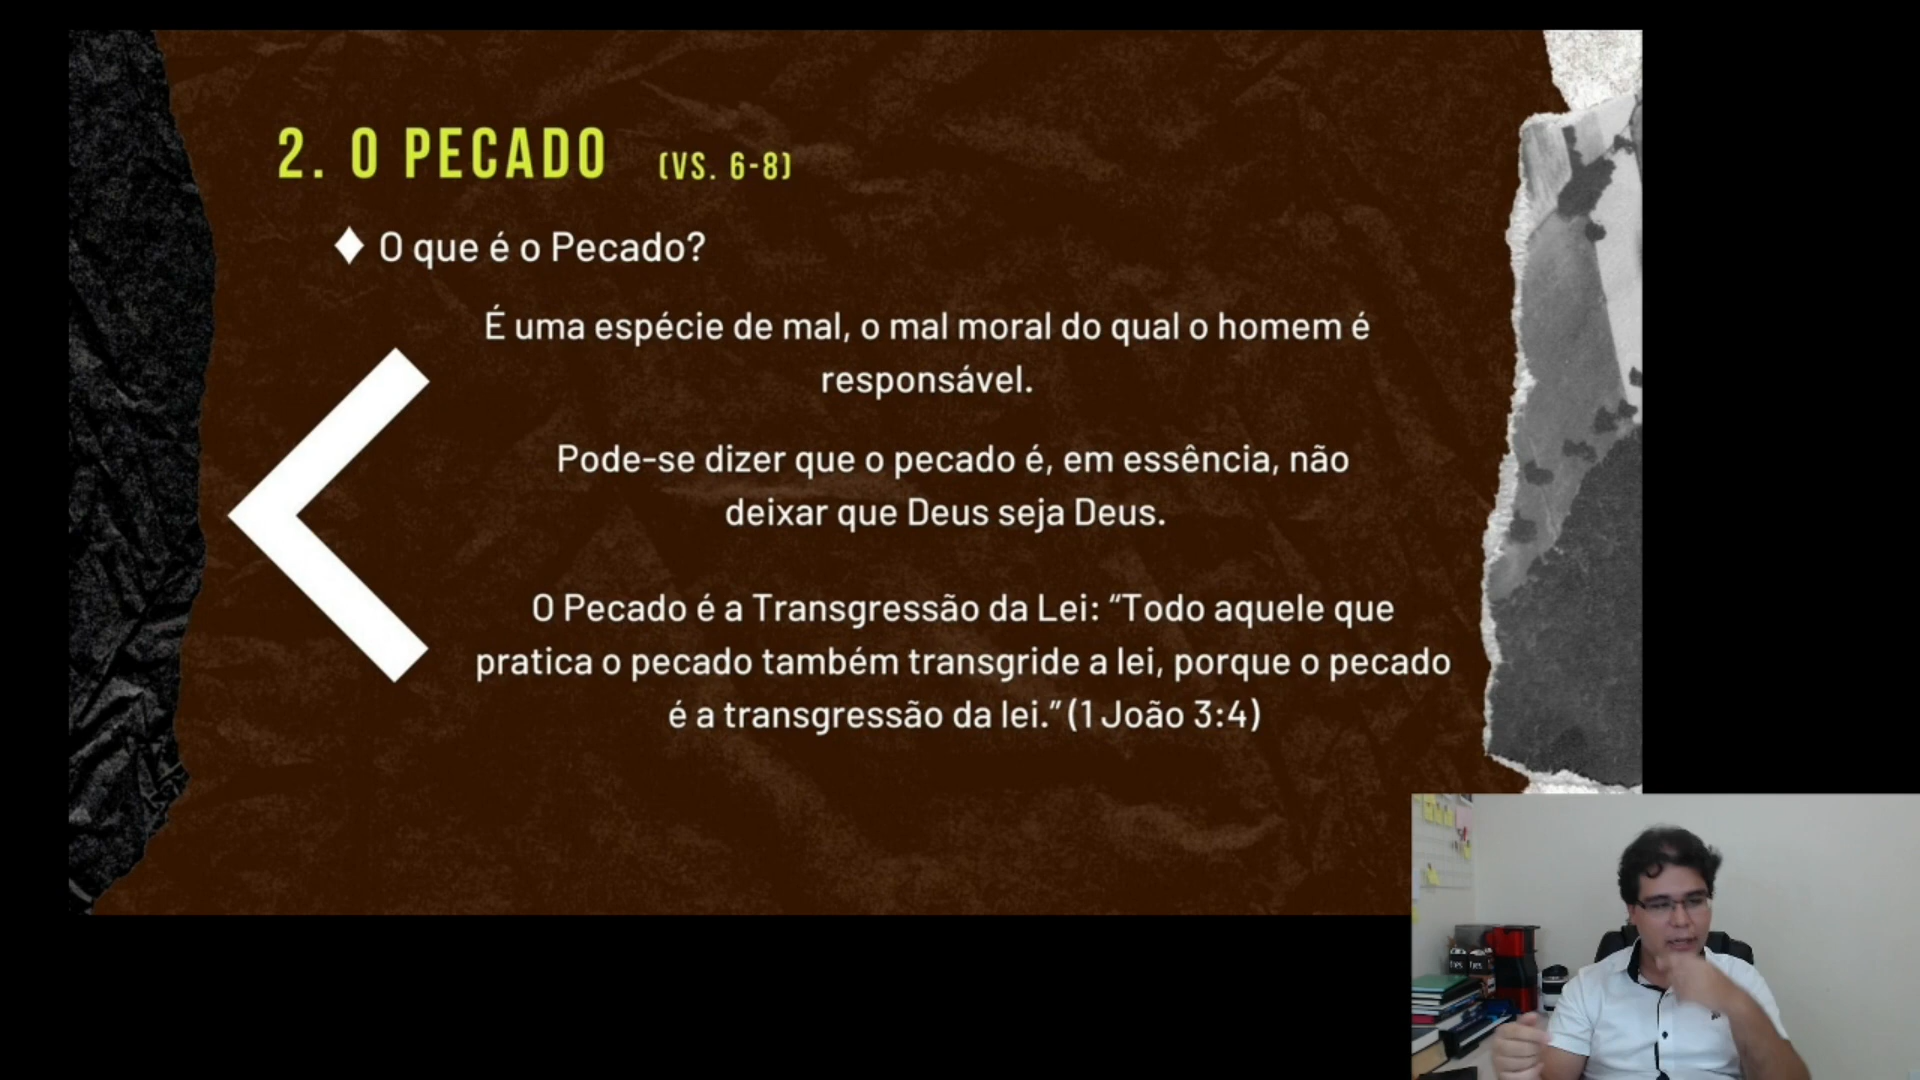 2. O PECADO (VS. 6-8)
♦ O que é o Pecado?
É uma espécie de mal, o mal moral do qual o homem é
responsável.
Pode-se dizer que o pecado é, em essência, não
deixar que Deus seja Deus.
O Pecado é a Transgressão da Lei: “Todo aquele que
pratica o pecado também transgride a lei, porque o pecado
é a transgressão da lei.” (1 João 3:4)